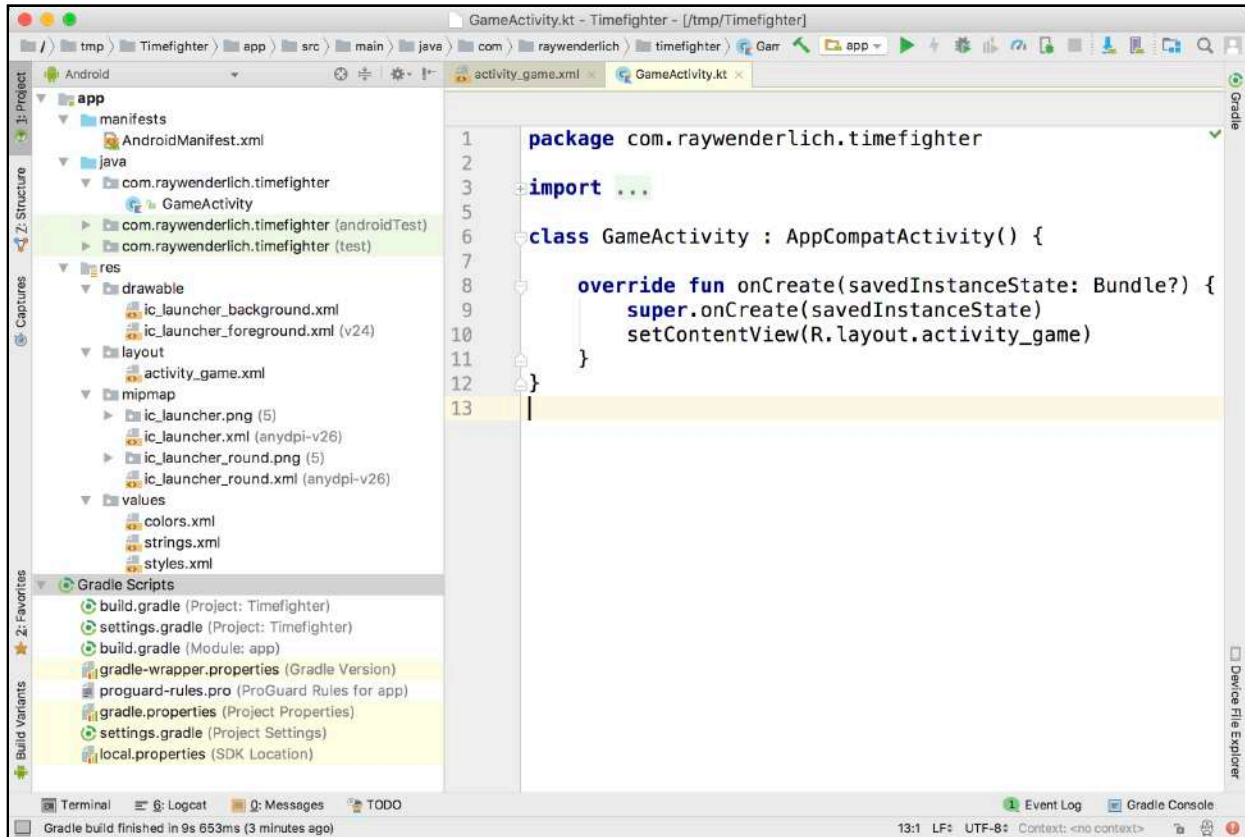 GameActivity.kt - Timefighter - [/tmp/Timefighter]
/ tmp Timefighter app src main java com raywenderlich timefighter Gam app
Android
activity_game.xml GameActivity.kt
1: Project
Z: Structure
Captures
2: Favorites
Build Variants
app
manifests
AndroidManifest.xml
java
com.raywenderlich.timefighter
GameActivity
com.raywenderlich.timefighter (androidTest)
com.raywenderlich.timefighter (test)
res
drawable
ic_launcher_background.xml
ic_launcher_foreground.xml (v24)
layout
activity_game.xml
mipmap
ic_launcher.png (5)
ic_launcher.xml (anydpi-v26)
ic_launcher_round.png (5)
ic_launcher_round.xml (anydpi-v26)
values
colors.xml
strings.xml
styles.xml
Gradle Scripts
build.gradle (Project: Timefighter)
settings.gradle (Project: Timefighter)
build.gradle (Module: app)
gradle-wrapper.properties (Gradle Version)
proguard-rules.pro (ProGuard Rules for app)
gradle.properties (Project Properties)
settings.gradle (Project Settings)
local.properties (SDK Location)
1 package com.raywenderlich.timefighter
2
3 import ...
5
6 class GameActivity : AppCompatActivity() {
7
8 override fun onCreate(savedInstanceState: Bundle?) {
9 super.onCreate(savedInstanceState)
10 setContentView(R.layout.activity_game)
11 }
12 }
13
Gradle
Device File Explorer
Terminal 6: Logcat 0: Messages TODO 1 Event Log Gradle Console
Gradle build finished in 9s 653ms (3 minutes ago) 13:1 LF÷ UTF-8÷ Context: <no context>